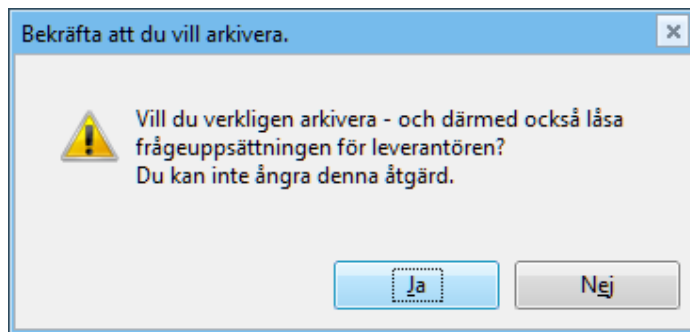 Bekräfta att du vill arkivera.
Vill du verkligen arkivera - och därmed också låsa
frågeuppsättningen för leverantören?
Du kan inte ångra denna åtgärd.
Ja
Nej